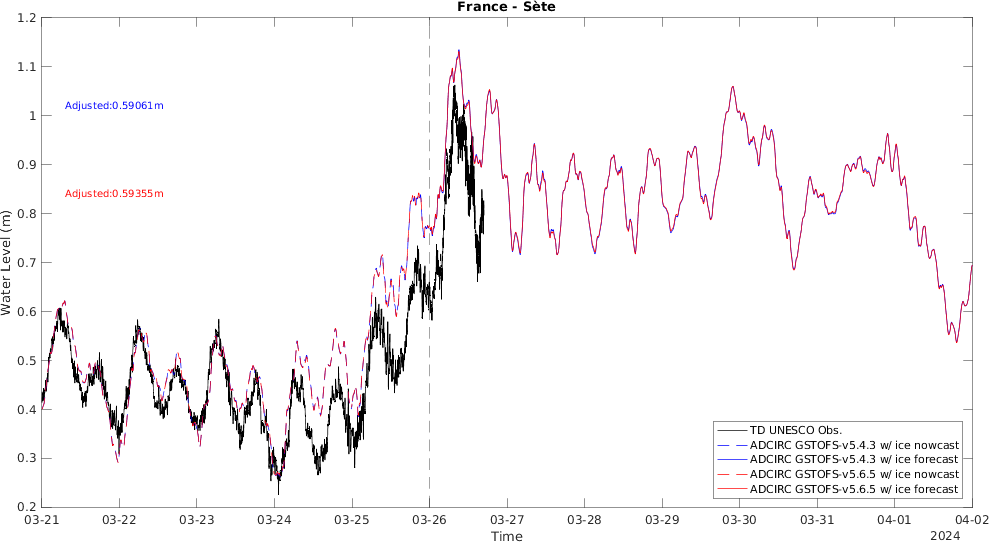 France - Sète
1.2
1.1
1
0.9
0.8
0.7
0.6
0.5
0.4
0.3
0.2
Water Level (m)
Adjusted:0.59061m
Adjusted:0.59355m
TD UNESCO Obs.
ADCIRC GSTOFS-v5.4.3 w/ ice nowcast
ADCIRC GSTOFS-v5.4.3 w/ ice forecast
ADCIRC GSTOFS-v5.6.5 w/ ice nowcast
ADCIRC GSTOFS-v5.6.5 w/ ice forecast
03-21 03-22 03-23 03-24 03-25 03-26 03-27 03-28 03-29 03-30 03-31 04-01 04-02
Time
2024